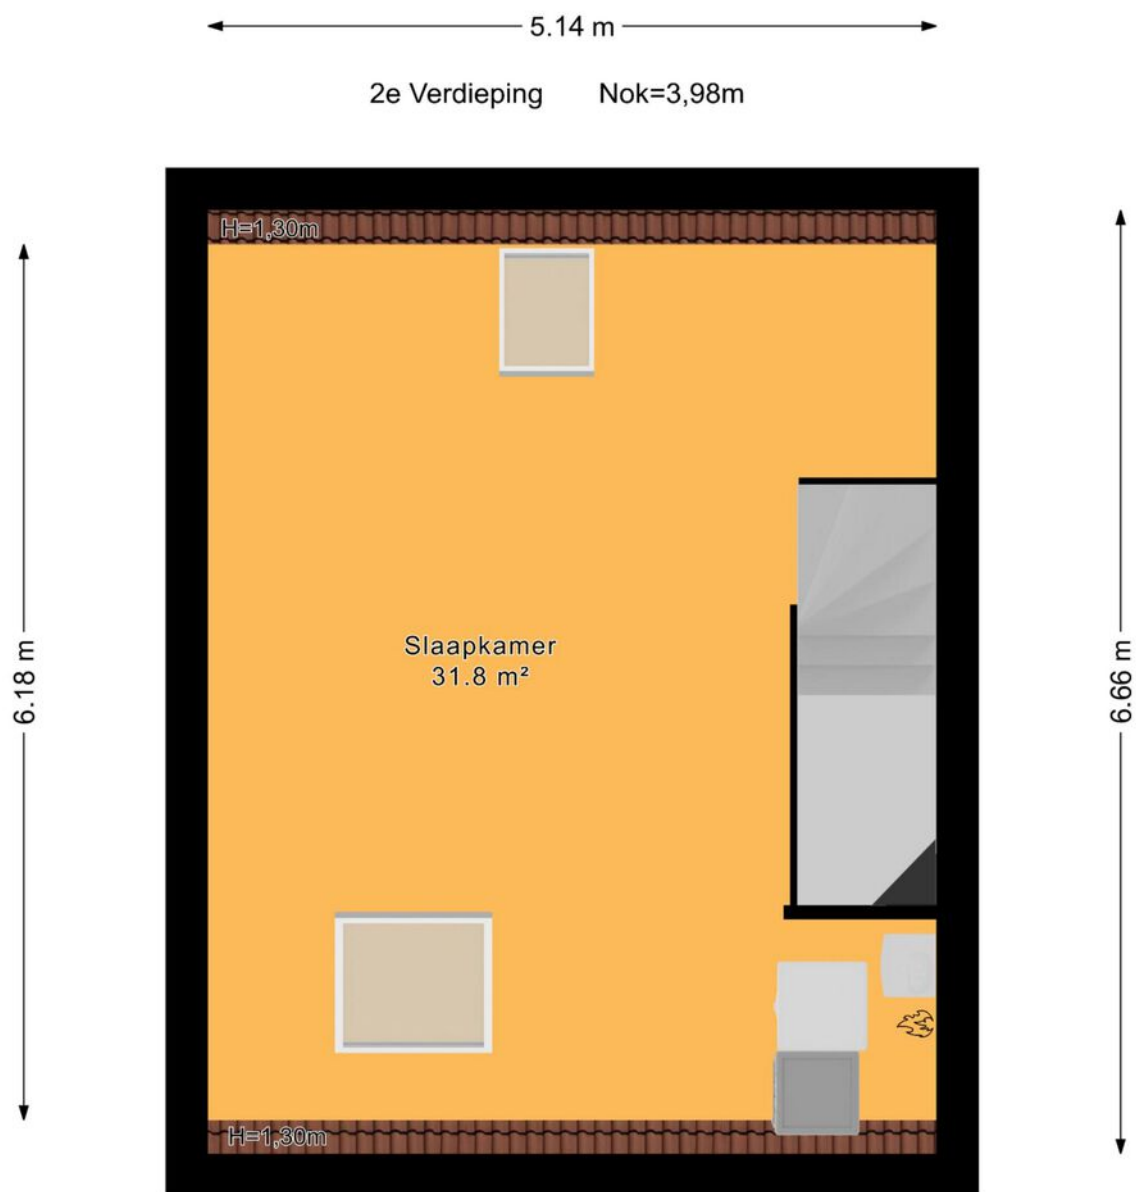 5.14 m
2e Verdieping Nok=3,98m
H=1,30m
Slaapkamer
31.8 m²
6.18 m
6.66 m
H=1,30m